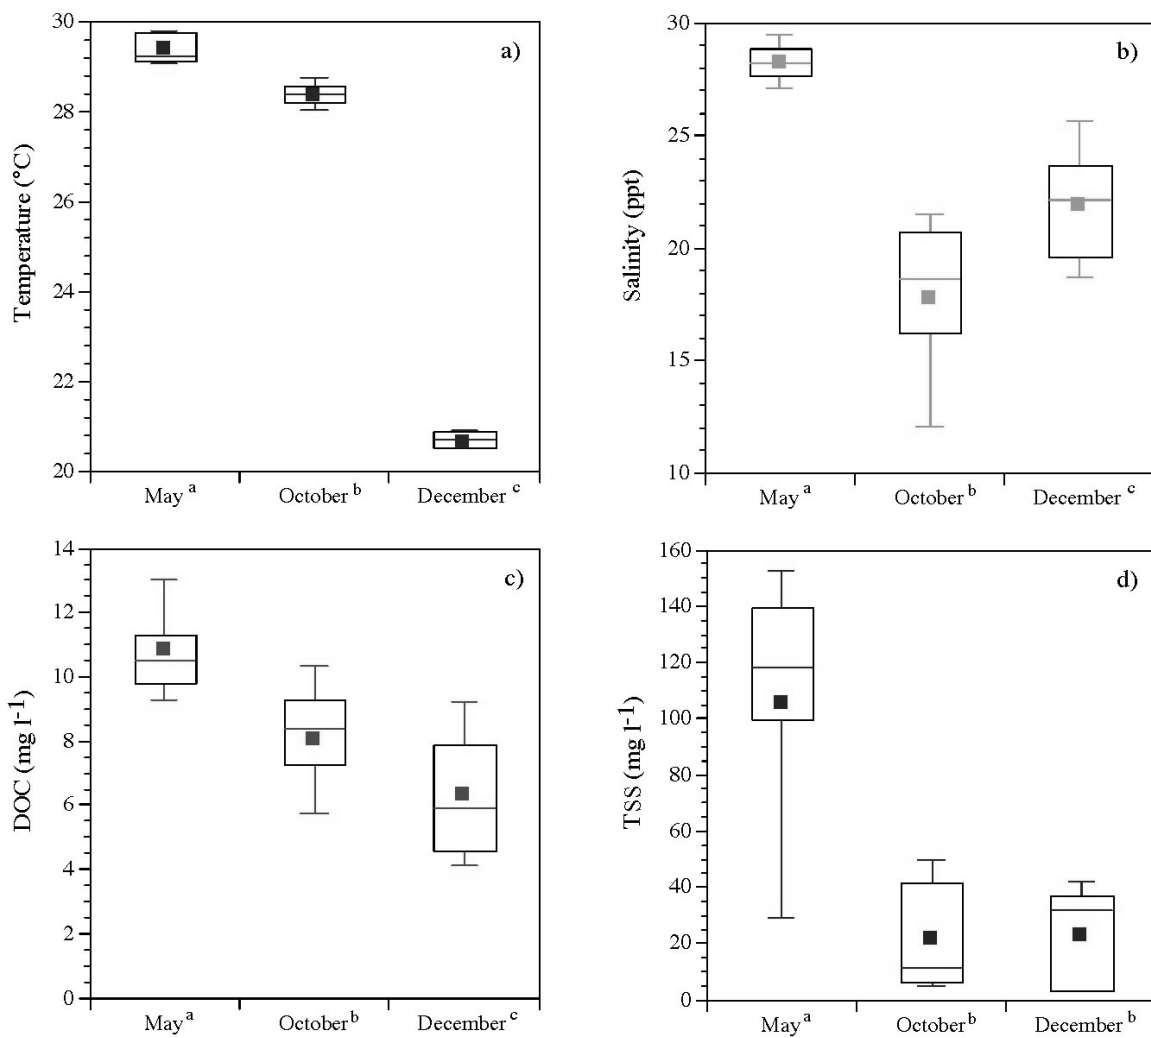 a)
Temperature (°C)
30
28
26
24
22
20
May a
October b
December c
b)
Salinity (ppt)
30
25
20
15
10
May a
October b
December c
c)
DOC (mg l-1)
14
12
10
8
6
4
2
0
May a
October b
December c
d)
TSS (mg l-1)
160
140
120
100
80
60
40
20
0
May a
October b
December b